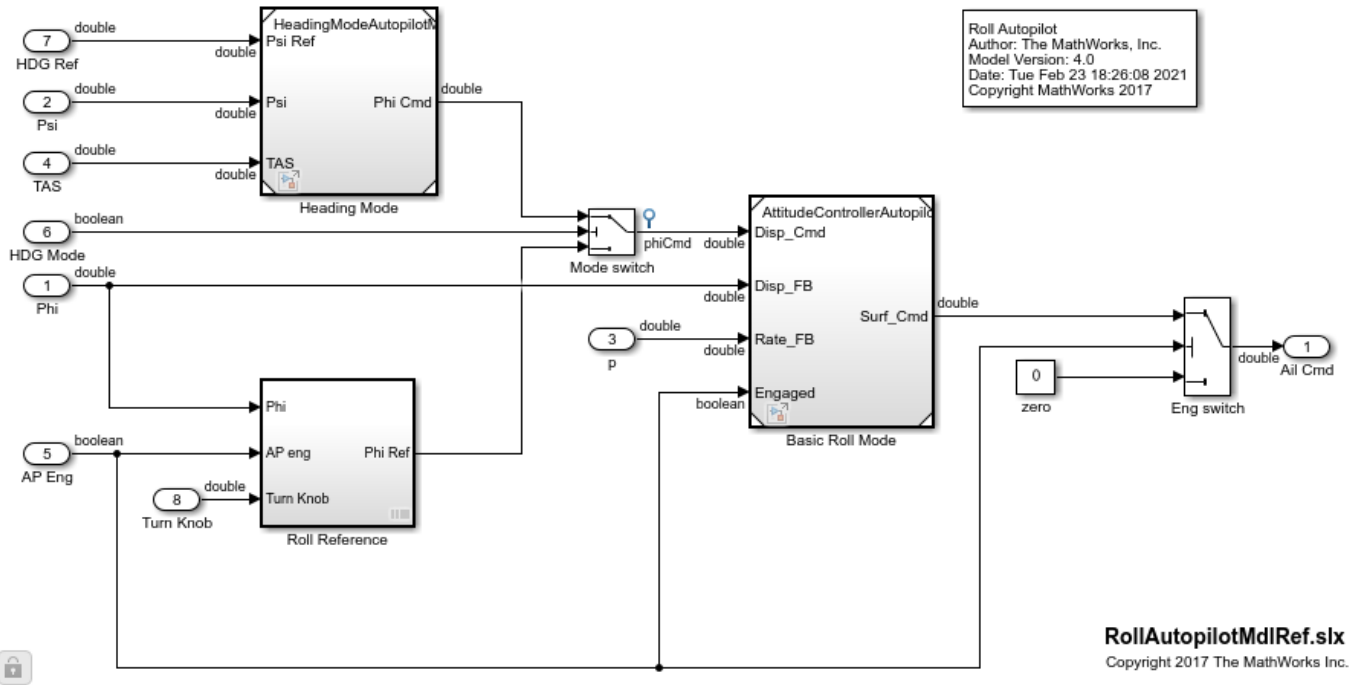 double
7
HDG Ref
double
HeadingModeAutopilotM
Psi Ref
double
2
Psi
double
Psi
Phi Cmd
double
double
4
TAS
double
TAS
Heading Mode
Roll Autopilot
Author: The MathWorks, Inc.
Model Version: 4.0
Date: Tue Feb 23 18:26:08 2021
Copyright MathWorks 2017
boolean
6
HDG Mode
Mode switch
phiCmd
double
double
1
Phi
AttitudeControllerAutopilo
Disp_Cmd
double
Disp_FB
double
3
p
double
Rate_FB
boolean
Engaged
Surf_Cmd
double
Basic Roll Mode
0
zero
Eng switch
double
1
Ail Cmd
boolean
5
AP Eng
double
8
Turn Knob
Phi
AP eng
Phi Ref
Turn Knob
Roll Reference
RollAutopilotMdlRef.slx
Copyright 2017 The MathWorks Inc.